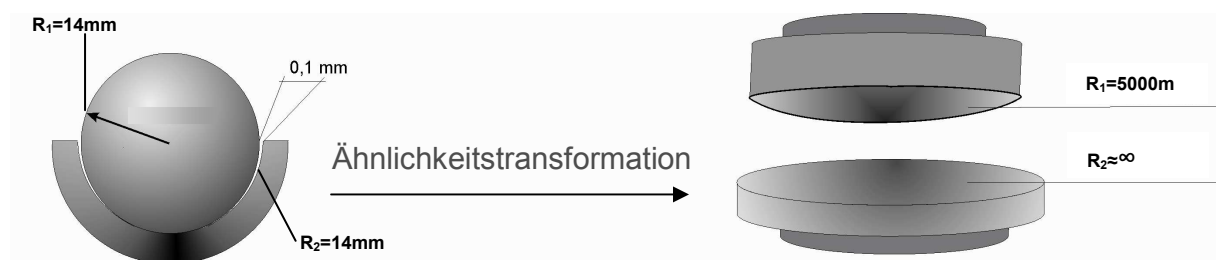 R₁=14mm
0,1 mm
R₂=14mm
Ähnlichkeitstransformation
R₁=5000m
R₂≈∞